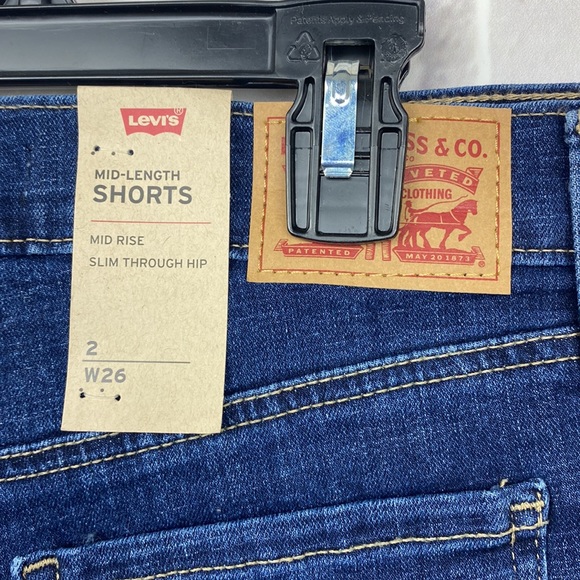 Patents Apply & Pending
Levi's®
MID-LENGTH
SHORTS
MID RISE
SLIM THROUGH HIP
2
W26
SS & CO.
VETED
CLOTHING
PATENTED
MAY 20 1873
®